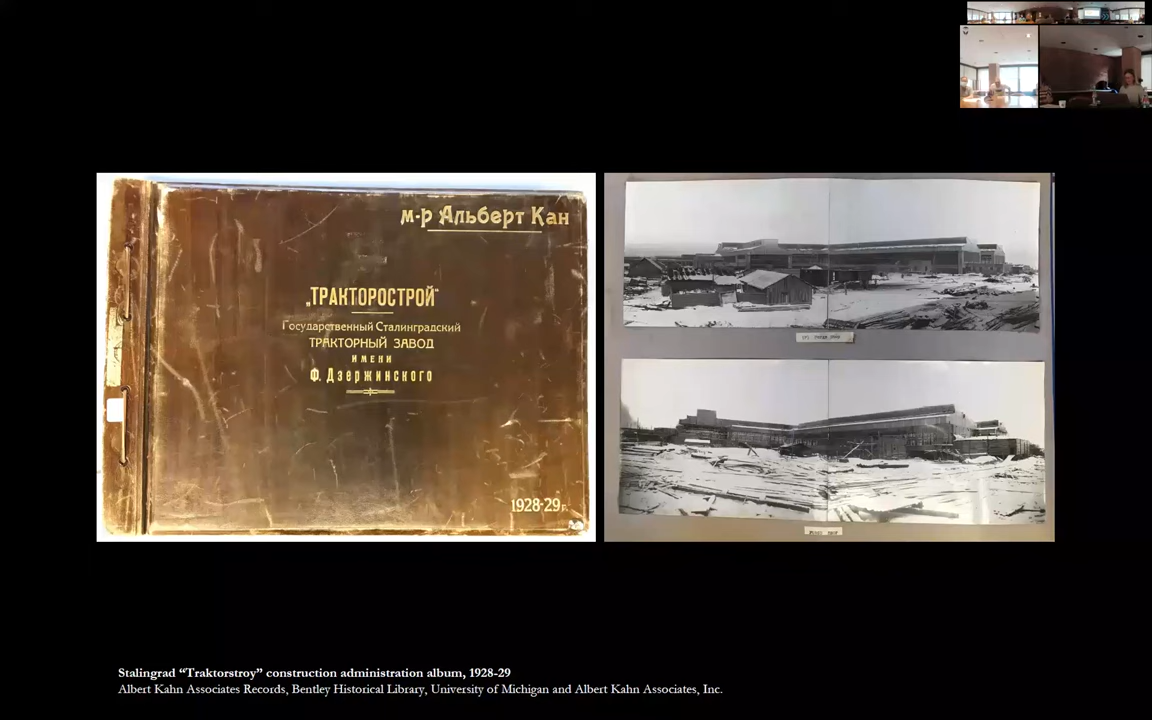 м-р Альберт Кан
„ТРАКТОРОСТРОЙ"
Государственный Сталинградский
ТРАКТОРНЫЙ ЗАВОД
ИМЕНИ
Ф. Дзержинского
1928-29 г.
Stalingrad “Traktorstroy” construction administration album, 1928-29
Albert Kahn Associates Records, Bentley Historical Library, University of Michigan and Albert Kahn Associates, Inc.